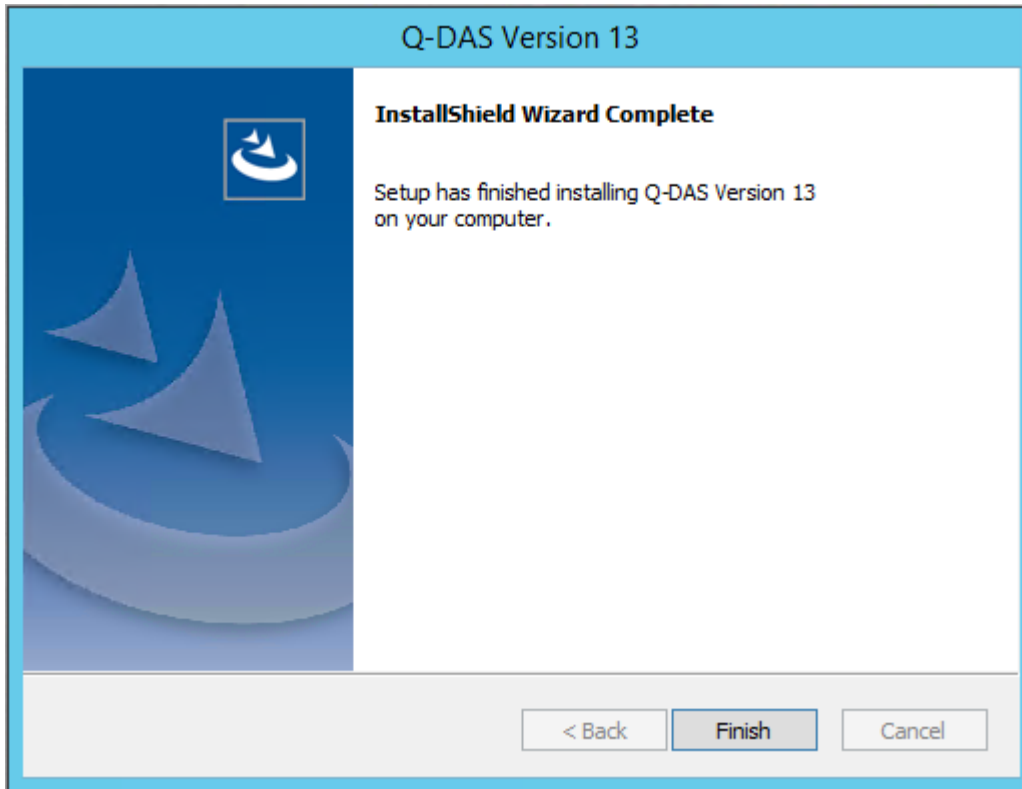 Q-DAS Version 13
InstallShield Wizard Complete
Setup has finished installing Q-DAS Version 13
on your computer.
< Back
Finish
Cancel